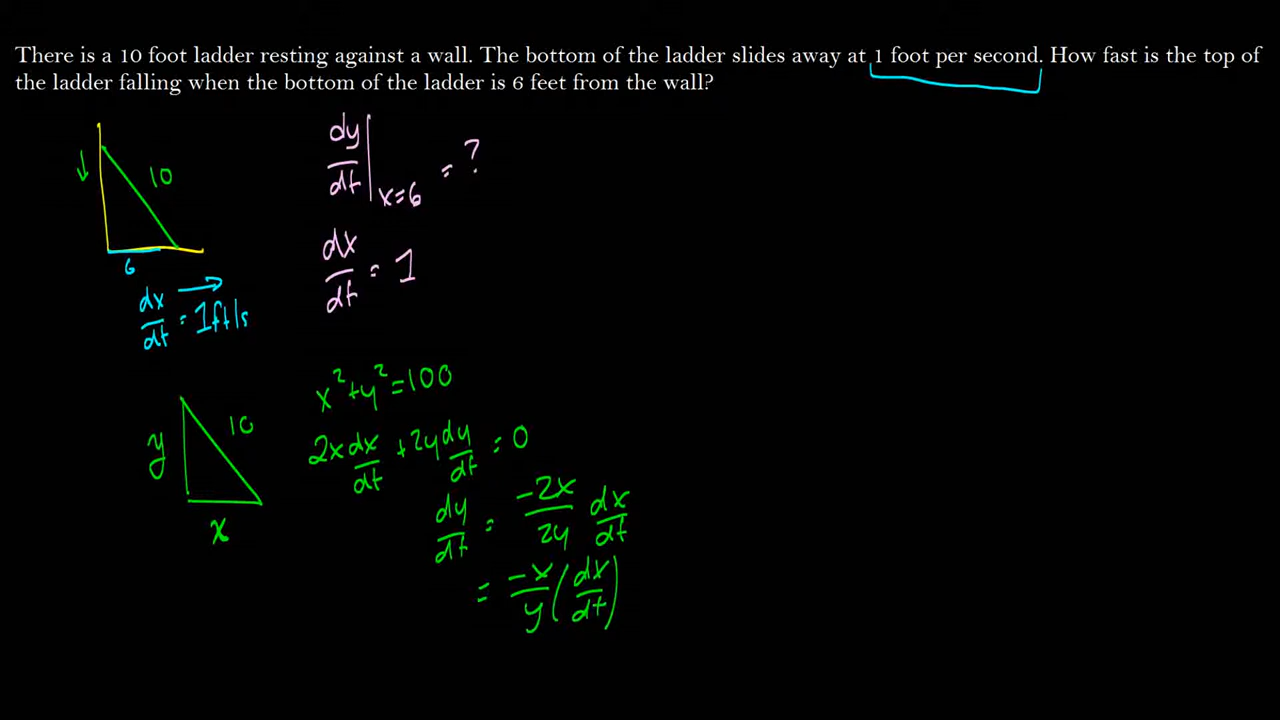 There is a 10 foot ladder resting against a wall. The bottom of the ladder slides away at 1 foot per second. How fast is the top of
the ladder falling when the bottom of the ladder is 6 feet from the wall?
10
6
dx/dt = 1ft/s
dy/dt | x=6 = ?
dx/dt = 1
y
10
x
x² + y² = 100
2x dx/dt + 2y dy/dt = 0
dy/dt = -2x/2y dx/dt
= -x/y (dx/dt)